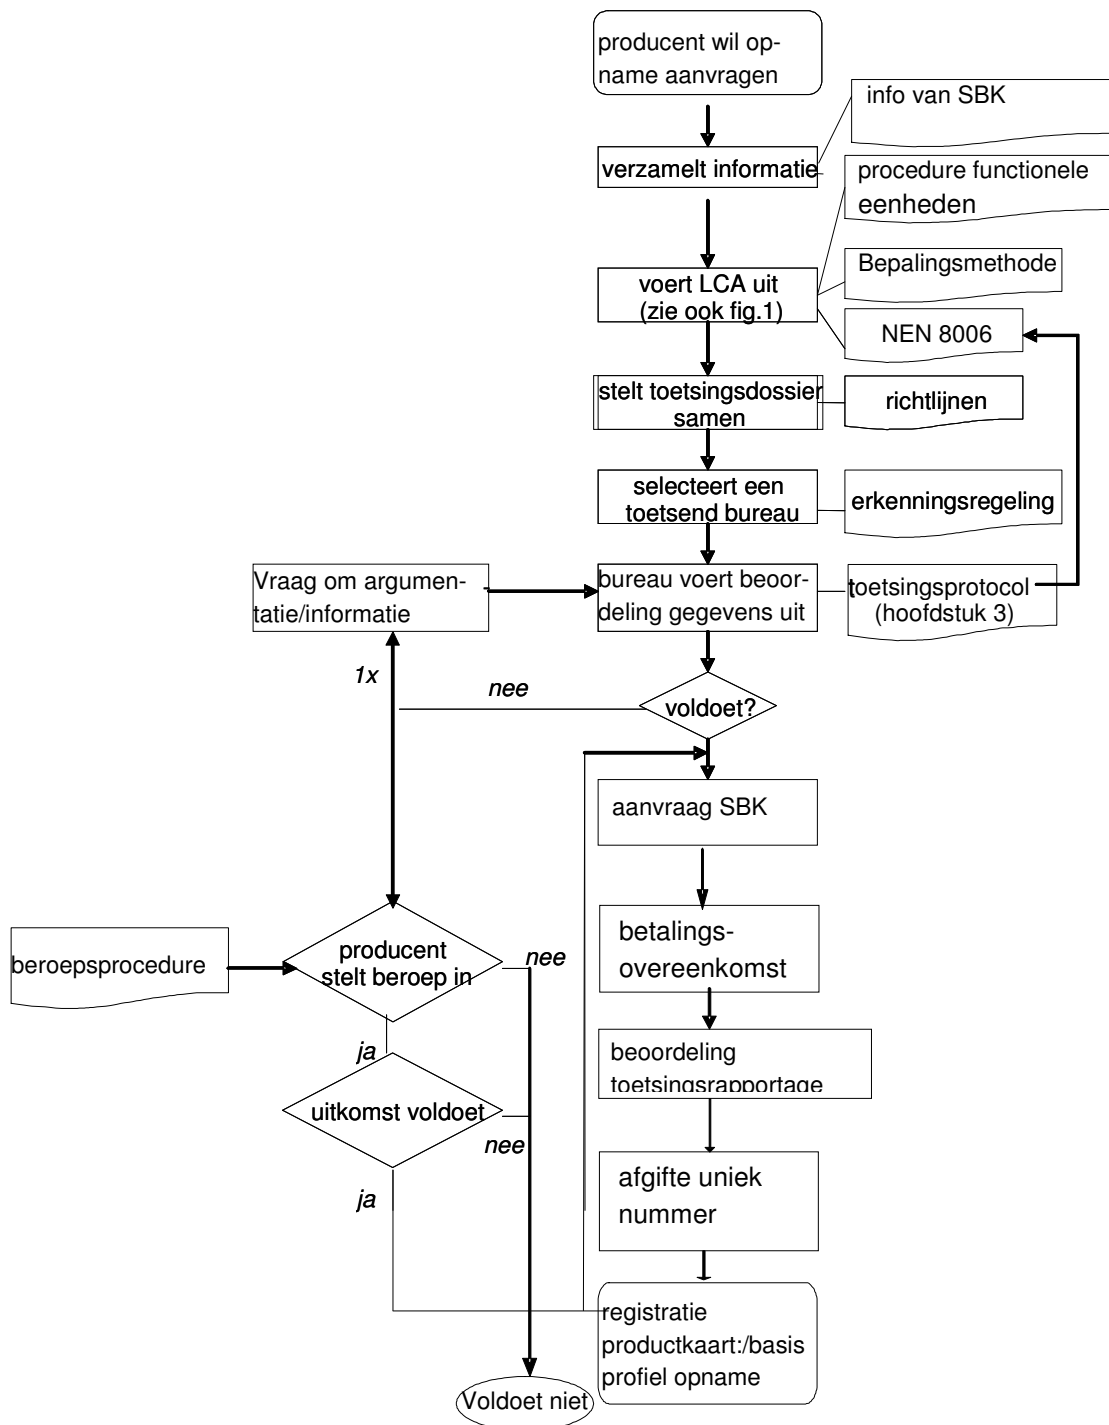 producent wil op-
name aanvragen
info van SBK
verzamelt informatie
procedure functionele
eenheden
Bepalingsmethode
voert LCA uit
(zie ook fig.1)
NEN 8006
stelt toetsingsdossier
samen
richtlijnen
selecteert een
toetsend bureau
erkenningsregeling
Vraag om argumen-
tatie/informatie
bureau voert beoor-
deling gegevens uit
toetsingsprotocol
(hoofdstuk 3)
1x
nee
voldoet?
aanvraag SBK
betalings-
overeenkomst
beroepsprocedure
producent
stelt beroep in
nee
ja
beoordeling
toetsingsrapportage
uitkomst voldoet
nee
ja
afgifte uniek
nummer
registratie
productkaart:/basis
profiel opname
Voldoet niet